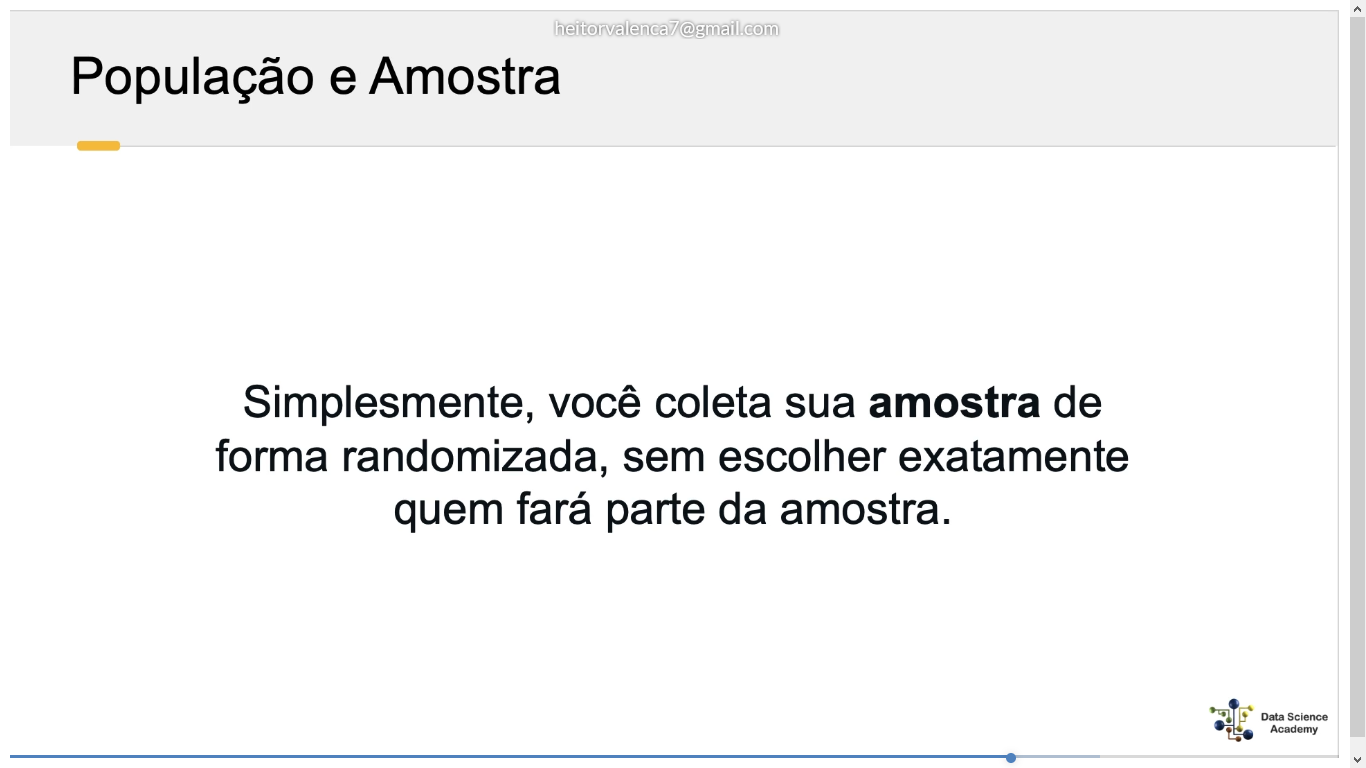 heitorvalenca7@gmail.com
População e Amostra
Simplesmente, você coleta sua amostra de
forma randomizada, sem escolher exatamente
quem fará parte da amostra.
Data Science
Academy